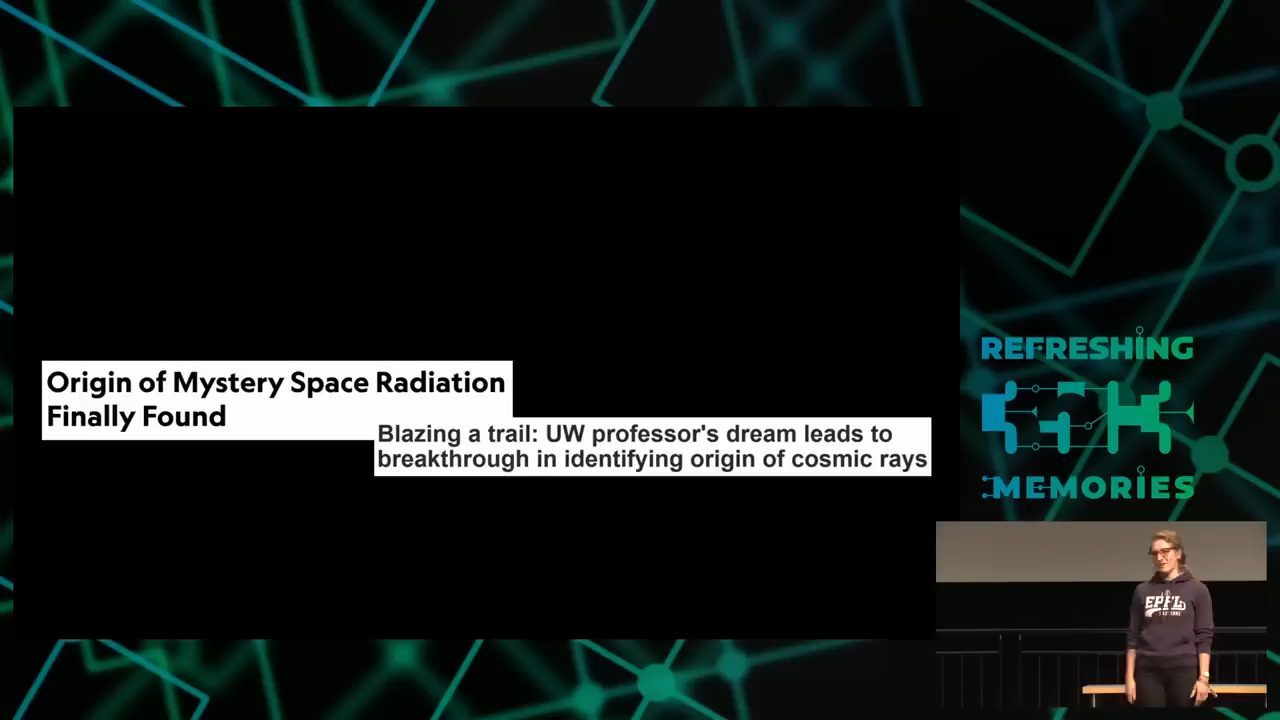 Origin of Mystery Space Radiation
Finally Found
Blazing a trail: UW professor's dream leads to
breakthrough in identifying origin of cosmic rays
REFRESHING
MEMORIES
EPFL